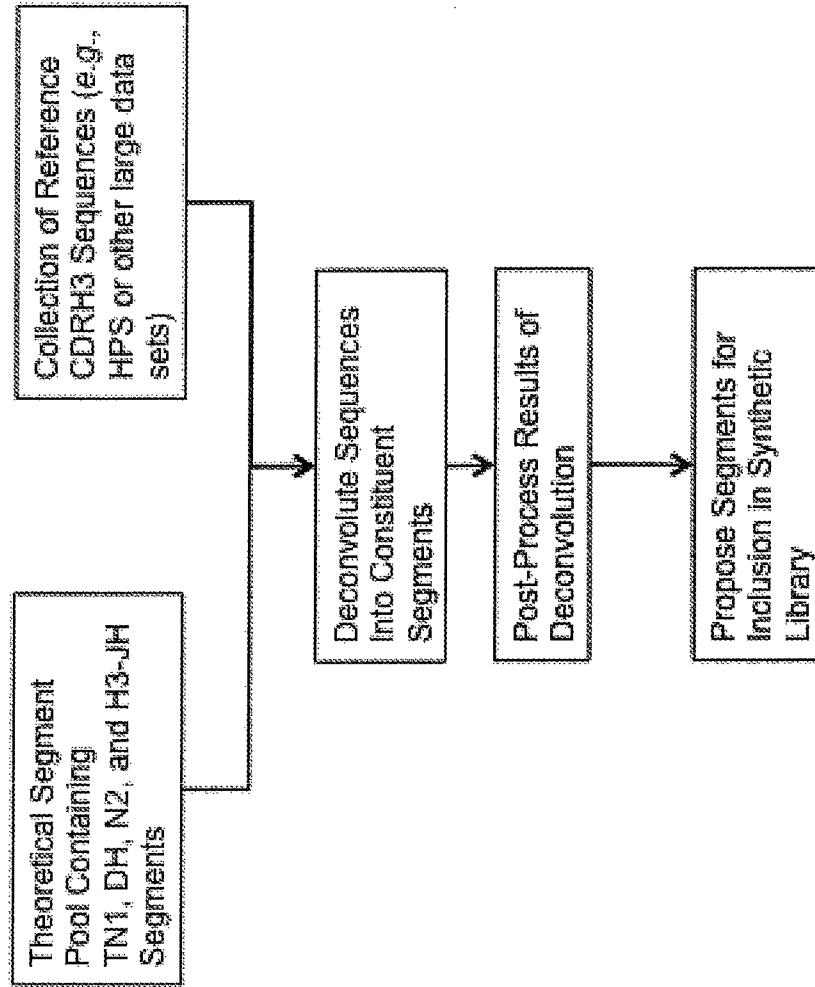 Theoretical Segment
Pool Containing
TN1, DH, N2, and H3-JH
Segments
Collection of Reference
CDRH3 Sequences (e.g.,
HPS or other large data
sets)
Deconvolute Sequences
Into Constituent
Segments
Post-Process Results of
Deconvolution
Propose Segments for
Inclusion in Synthetic
Library